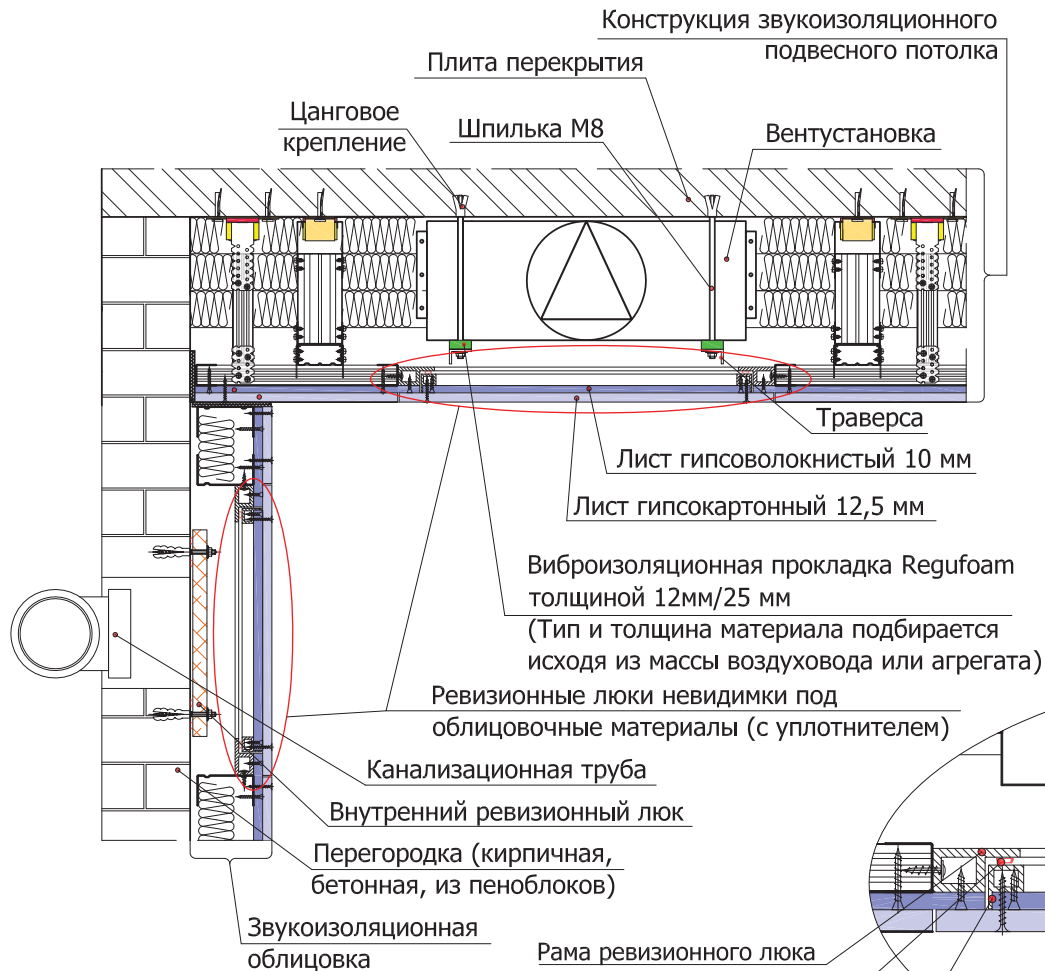 Конструкция звукоизоляционного
подвесного потолка
Плита перекрытия
Цанговое
крепление
Шпилька М8
Вентустановка
Траверса
Лист гипсоволокнистый 10 мм
Лист гипсокартонный 12,5 мм
Виброизоляционная прокладка Regufoam
толщиной 12мм/25 мм
(Тип и толщина материала подбирается
исходя из массы воздуховода или агрегата)
Ревизионные люки невидимки под
облицовочные материалы (с уплотнителем)
Канализационная труба
Внутренний ревизионный люк
Перегородка (кирпичная,
бетонная, из пеноблоков)
Звукоизоляционная
облицовка
Рама ревизионного люка